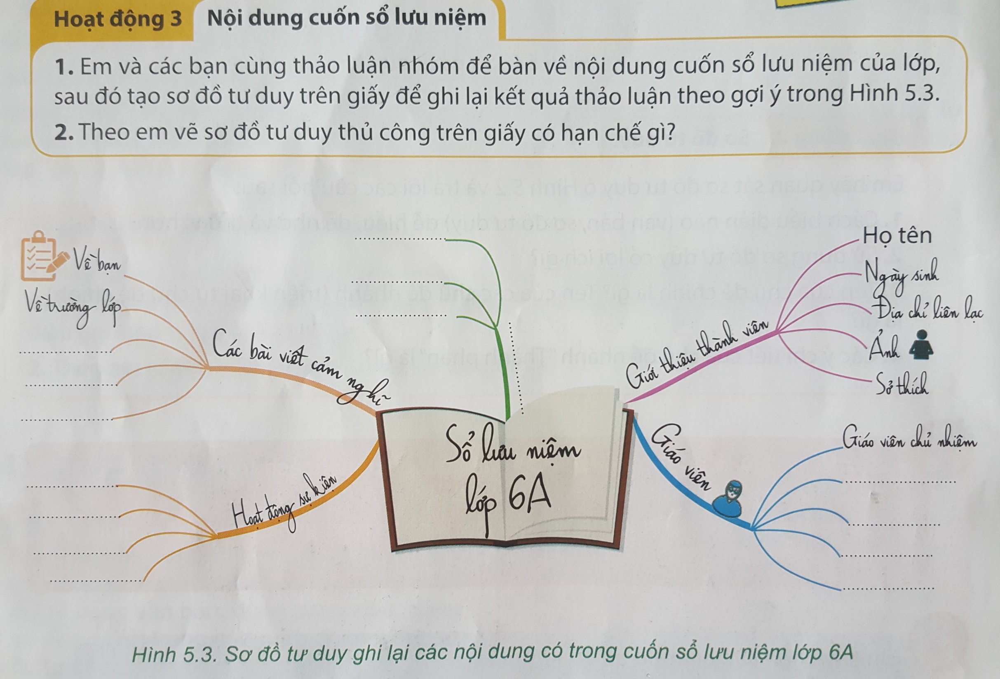 Hoạt động 3
Nội dung cuốn sổ lưu niệm
1. Em và các bạn cùng thảo luận nhóm để bàn về nội dung cuốn sổ lưu niệm của lớp,
sau đó tạo sơ đồ tư duy trên giấy để ghi lại kết quả thảo luận theo gợi ý trong Hình 5.3.
2. Theo em vẽ sơ đồ tư duy thủ công trên giấy có hạn chế gì?
Về bạn
Về trường lớp
Các bài viết cảm nghĩ
Hoạt động sự kiện
Sổ lưu niệm
lớp 6A
Giới thiệu thành viên
Họ tên
Ngày sinh
Địa chỉ liên lạc
Ảnh
Sở thích
Giáo viên
Giáo viên chủ nhiệm
Hình 5.3. Sơ đồ tư duy ghi lại các nội dung có trong cuốn sổ lưu niệm lớp 6A